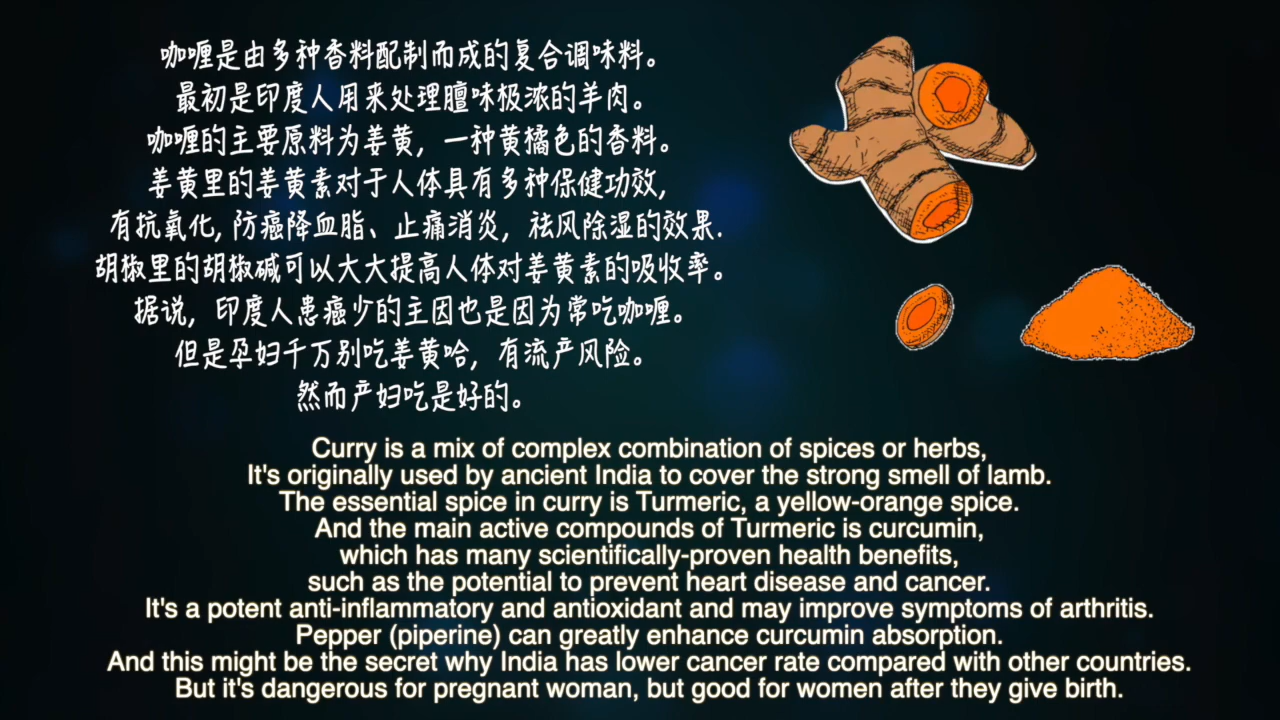 咖喱是由多种香料配制而成的复合调味料。
最初是印度人用来处理膻味极浓的羊肉。
咖喱的主要原料为姜黄，一种黄橘色的香料。
姜黄里的姜黄素对于人体具有多种保健功效，
有抗氧化，防癌降血脂、止痛消炎，祛风除湿的效果.
胡椒里的胡椒碱可以大大提高人体对姜黄素的吸收率。
据说，印度人患癌少的主因也是因为常吃咖喱。
但是孕妇千万别吃姜黄哈，有流产风险。
然而产妇吃是好的。
Curry is a mix of complex combination of spices or herbs,
It's originally used by ancient India to cover the strong smell of lamb.
The essential spice in curry is Turmeric, a yellow-orange spice.
And the main active compounds of Turmeric is curcumin,
which has many scientifically-proven health benefits,
such as the potential to prevent heart disease and cancer.
It's a potent anti-inflammatory and antioxidant and may improve symptoms of arthritis.
Pepper (piperine) can greatly enhance curcumin absorption.
And this might be the secret why India has lower cancer rate compared with other countries.
But it's dangerous for pregnant woman, but good for women after they give birth.